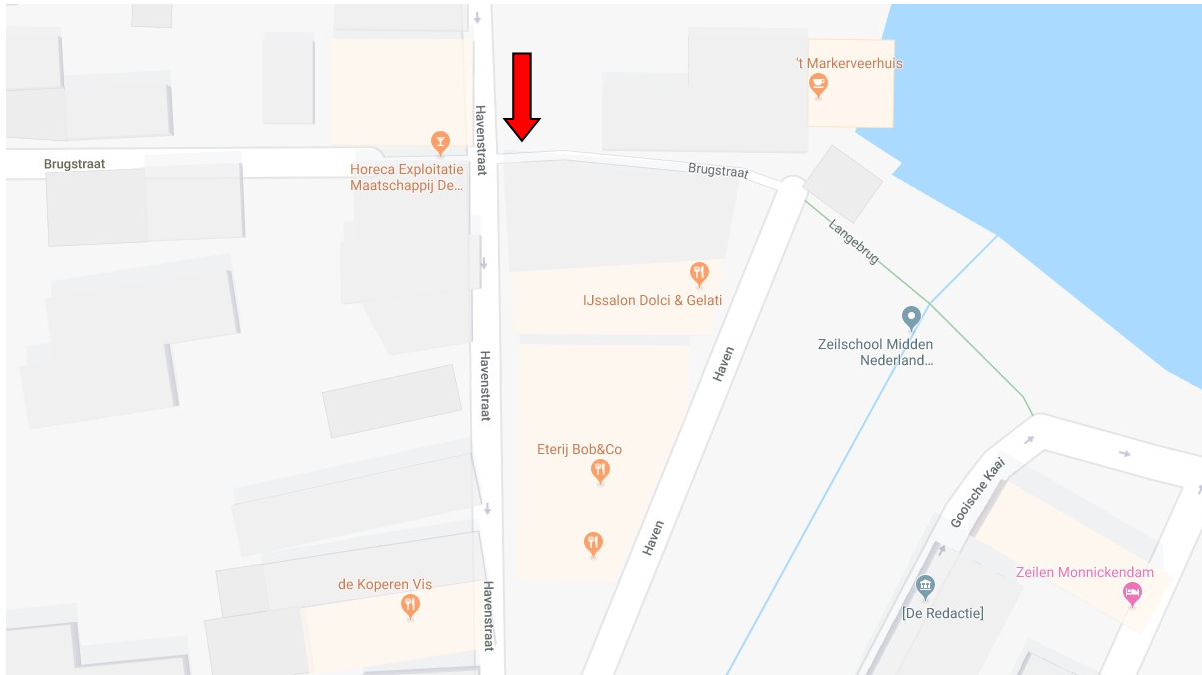 't Markerveerhuis
Havenstraat
Brugstraat
Horeca Exploitatie
Maatschappij De...
Brugstraat
Langebrug
IJssalon Dolci & Gelati
Zeilschool Midden
Nederland...
Havenstraat
Haven
Eterij Bob&Co
Gooische Kaai
Haven
de Koperen Vis
Havenstraat
Zeilen Monnickendam
[De Redactie]